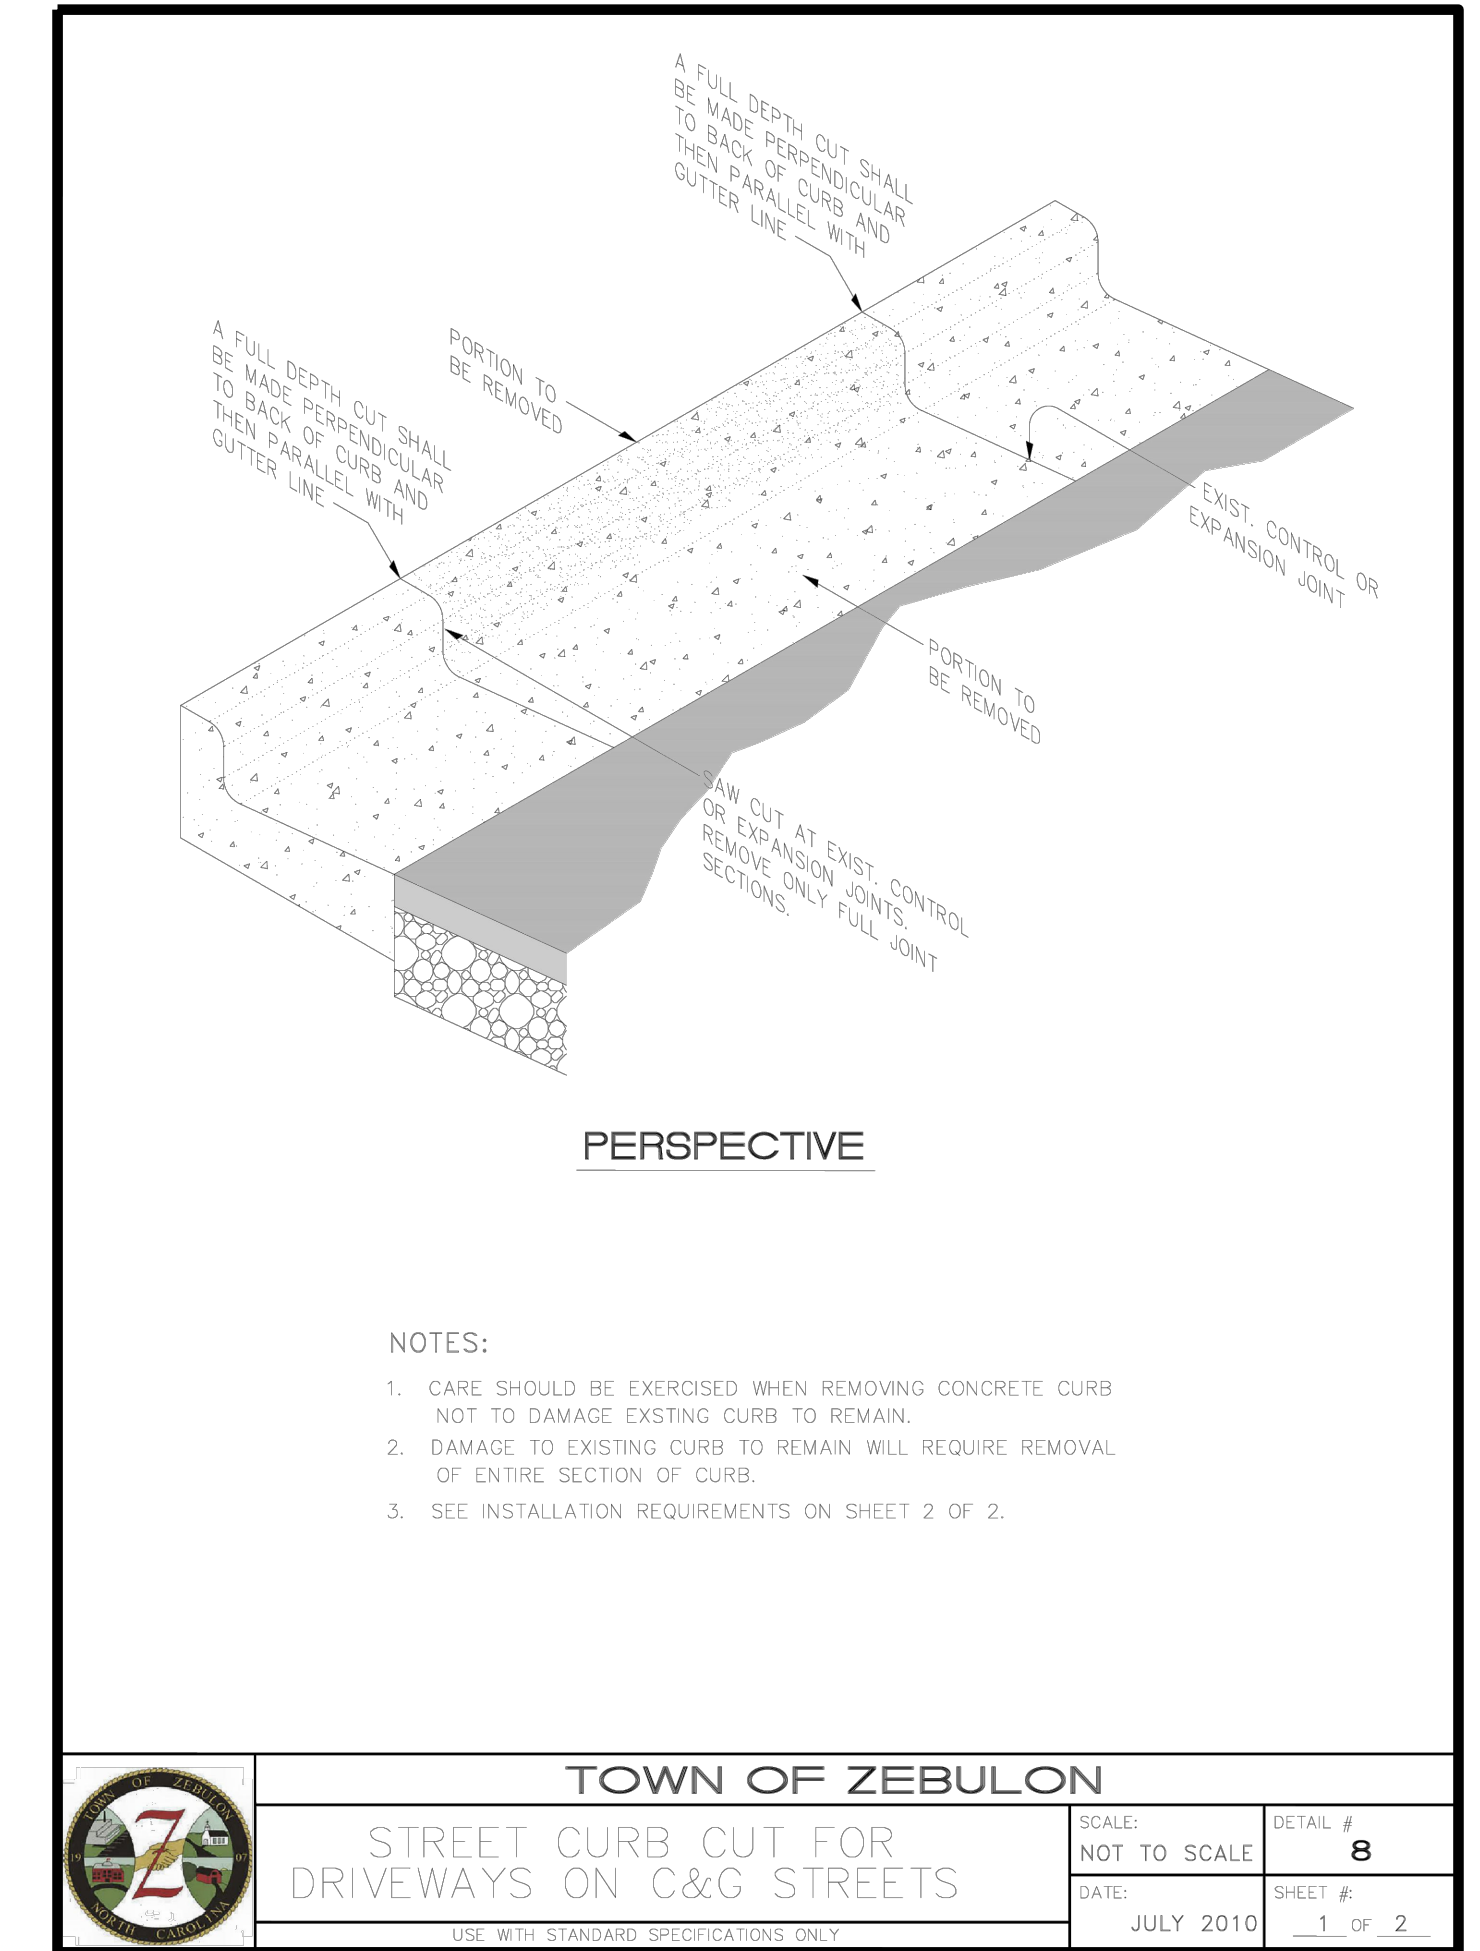 A FULL DEPTH CUT SHALL
BE MADE PERPENDICULAR
TO BACK OF CURB AND
THEN PARALLEL WITH
GUTTER LINE
PORTION TO
BE REMOVED
A FULL DEPTH CUT SHALL
BE MADE PERPENDICULAR
TO BACK OF CURB AND
THEN PARALLEL WITH
GUTTER LINE
EXIST. CONTROL OR
EXPANSION JOINT
PORTION TO
BE REMOVED
SAW CUT AT EXIST. CONTROL
OR EXPANSION JOINTS.
REMOVE ONLY FULL JOINT
SECTIONS.
PERSPECTIVE
NOTES:
1. CARE SHOULD BE EXERCISED WHEN REMOVING CONCRETE CURB
NOT TO DAMAGE EXSTING CURB TO REMAIN.
2. DAMAGE TO EXISTING CURB TO REMAIN WILL REQUIRE REMOVAL
OF ENTIRE SECTION OF CURB.
3. SEE INSTALLATION REQUIREMENTS ON SHEET 2 OF 2.
TOWN OF ZEBULON
19 Z 07
NORTH CAROLINA
TOWN OF ZEBULON
STREET CURB CUT FOR
DRIVEWAYS ON C&G STREETS
USE WITH STANDARD SPECIFICATIONS ONLY
SCALE:
NOT TO SCALE
DETAIL #
8
DATE:
JULY 2010
SHEET #:
1 OF 2